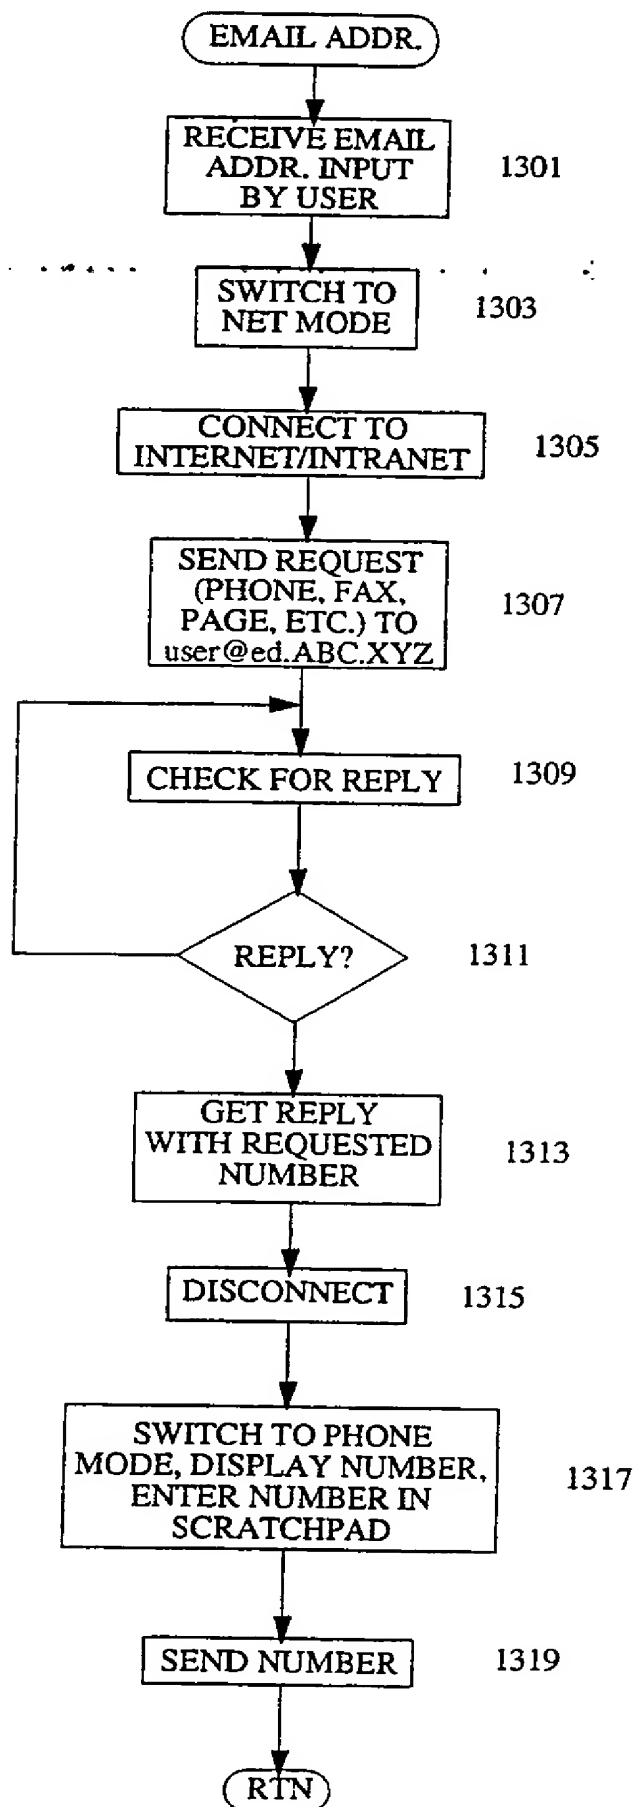 EMAIL ADDR.
RECEIVE EMAIL
ADDR. INPUT
BY USER
1301
SWITCH TO
NET MODE
1303
CONNECT TO
INTERNET/INTRANET
1305
SEND REQUEST
(PHONE, FAX,
PAGE, ETC.) TO
user@ed.ABC.XYZ
1307
CHECK FOR REPLY
1309
REPLY?
1311
GET REPLY
WITH REQUESTED
NUMBER
1313
DISCONNECT
1315
SWITCH TO PHONE
MODE, DISPLAY NUMBER,
ENTER NUMBER IN
SCRATCHPAD
1317
SEND NUMBER
1319
RTN